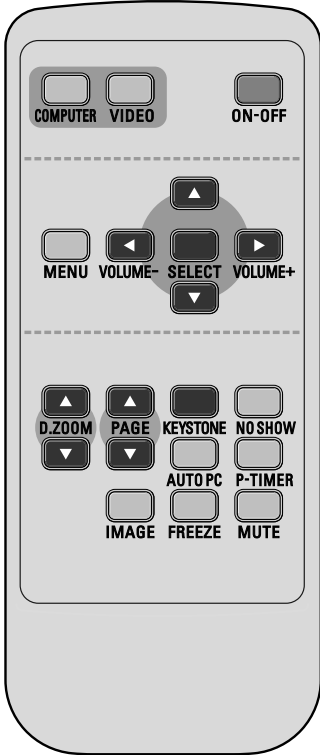 COMPUTER VIDEO ON-OFF
MENU VOLUME- SELECT VOLUME+
D.ZOOM PAGE KEYSTONE NO SHOW
AUTO PC P-TIMER
IMAGE FREEZE MUTE